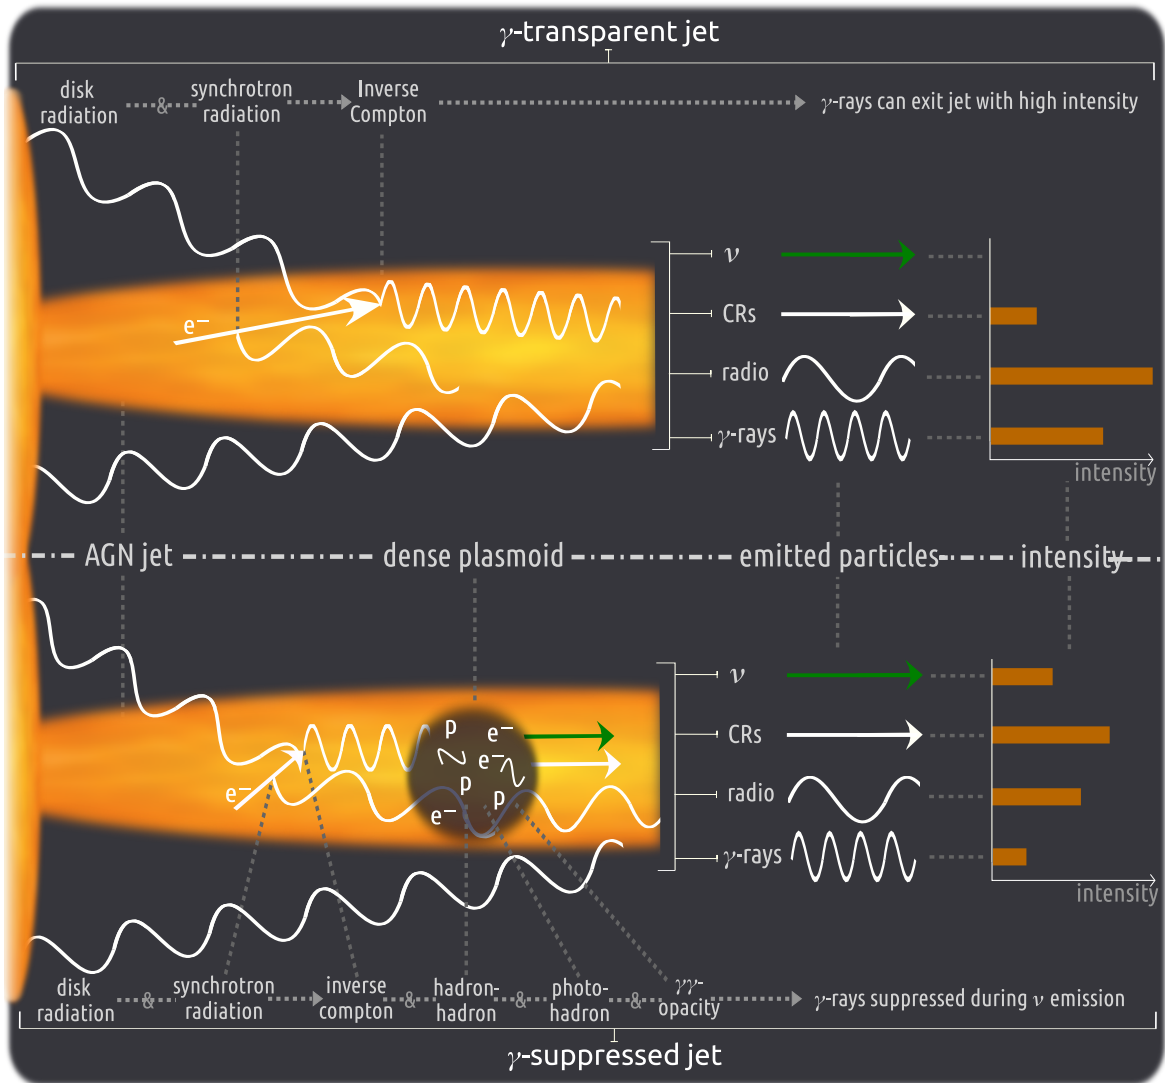 γ-transparent jet
disk
radiation
&
synchrotron
radiation
Inverse
Compton
γ-rays can exit jet with high intensity
e⁻
ν
CRs
radio
γ-rays
intensity
AGN jet
dense plasmoid
emitted particles
intensity
e⁻
p
e⁻
e⁻
p
p
e⁻
ν
CRs
radio
γ-rays
intensity
disk
radiation
&
synchrotron
radiation
inverse
compton
&
hadron-
hadron
&
photo-
hadron
&
γγ-
opacity
γ-rays suppressed during ν emission
γ-suppressed jet